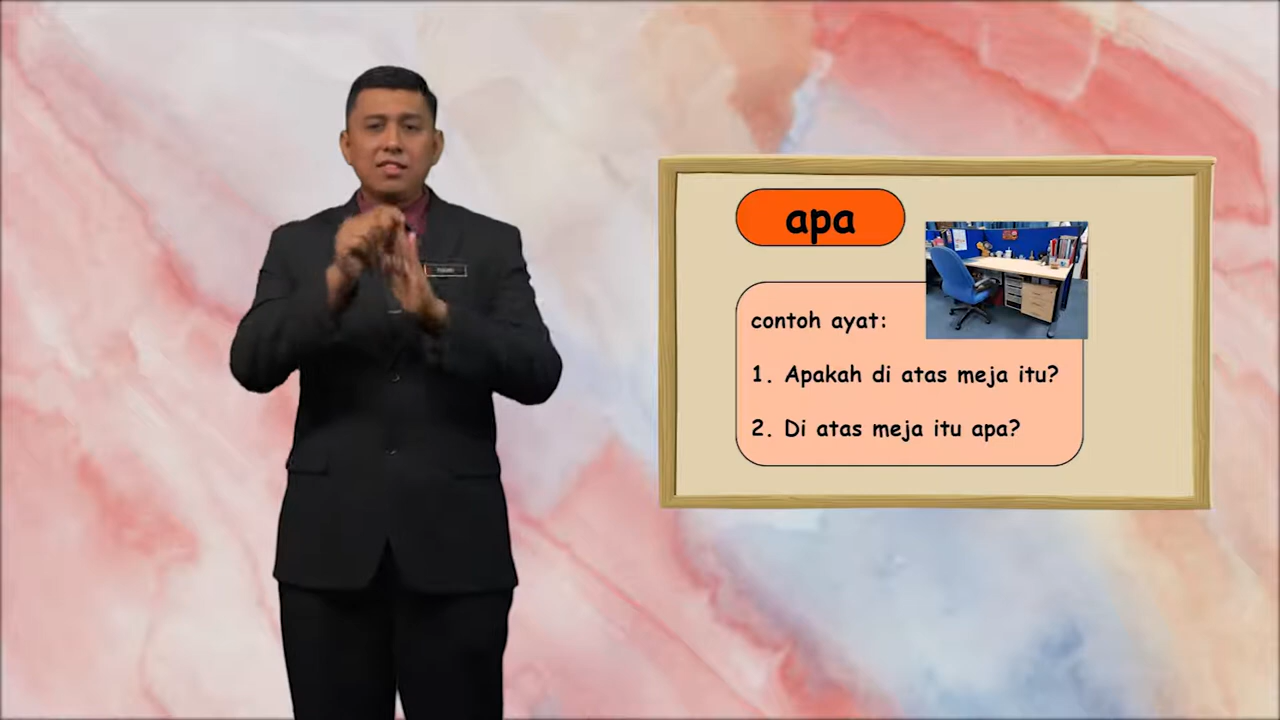 apa
contoh ayat:
1. Apakah di atas meja itu?
2. Di atas meja itu apa?